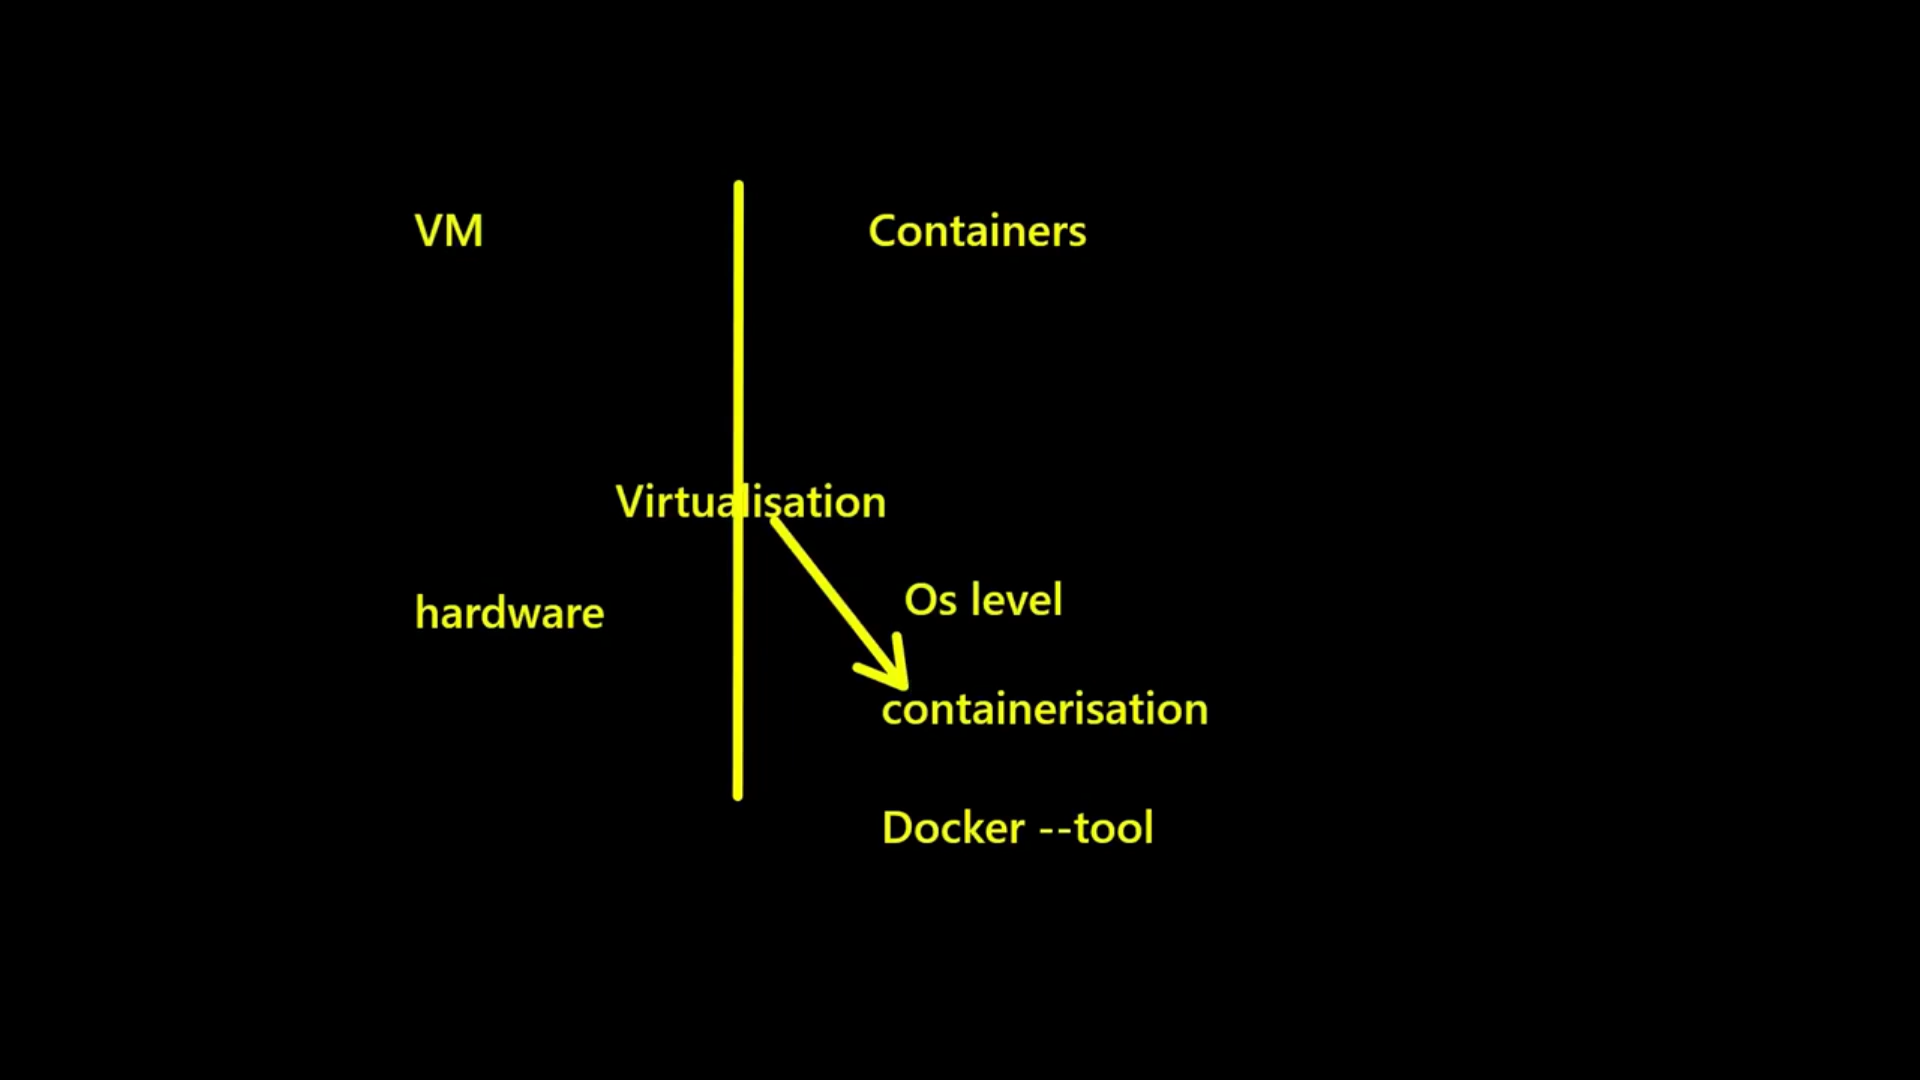 VM
Containers
Virtualisation
Os level
hardware
containerisation
Docker --tool